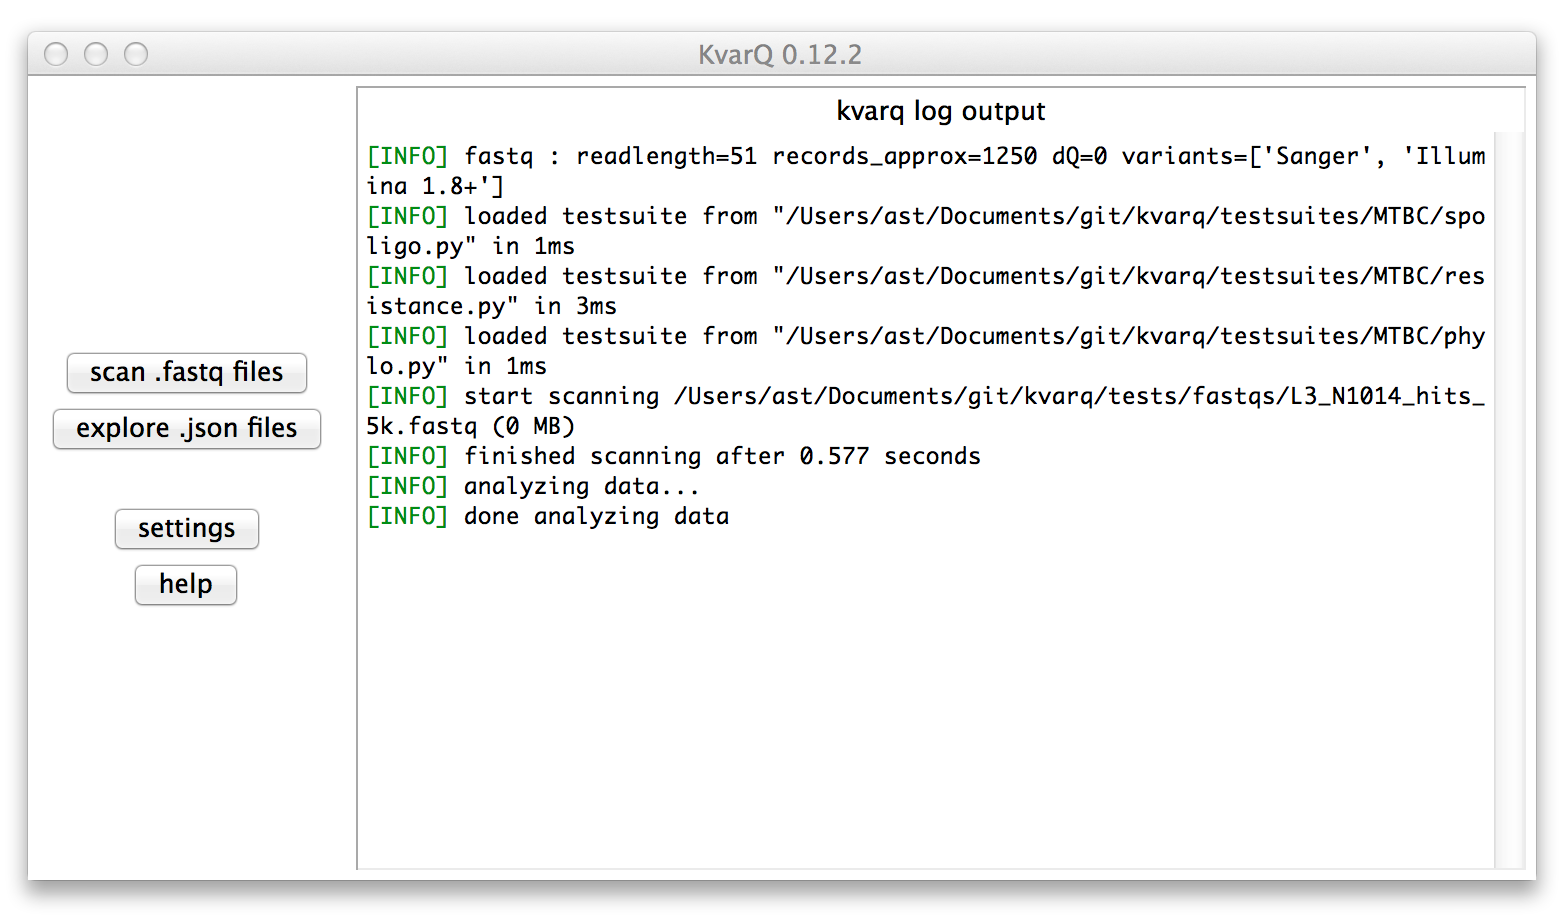 KvarQ 0.12.2
kvarq log output
[INFO] fastq : readlength=51 records_approx=1250 dQ=0 variants=['Sanger', 'Illum
ina 1.8+']
[INFO] loaded testsuite from "/Users/ast/Documents/git/kvarq/testsuites/MTBC/spo
ligo.py" in 1ms
[INFO] loaded testsuite from "/Users/ast/Documents/git/kvarq/testsuites/MTBC/res
istance.py" in 3ms
[INFO] loaded testsuite from "/Users/ast/Documents/git/kvarq/testsuites/MTBC/phy
lo.py" in 1ms
[INFO] start scanning /Users/ast/Documents/git/kvarq/tests/fastqs/L3_N1014_hits_
5k.fastq (0 MB)
[INFO] finished scanning after 0.577 seconds
[INFO] analyzing data...
[INFO] done analyzing data
scan .fastq files
explore .json files
settings
help